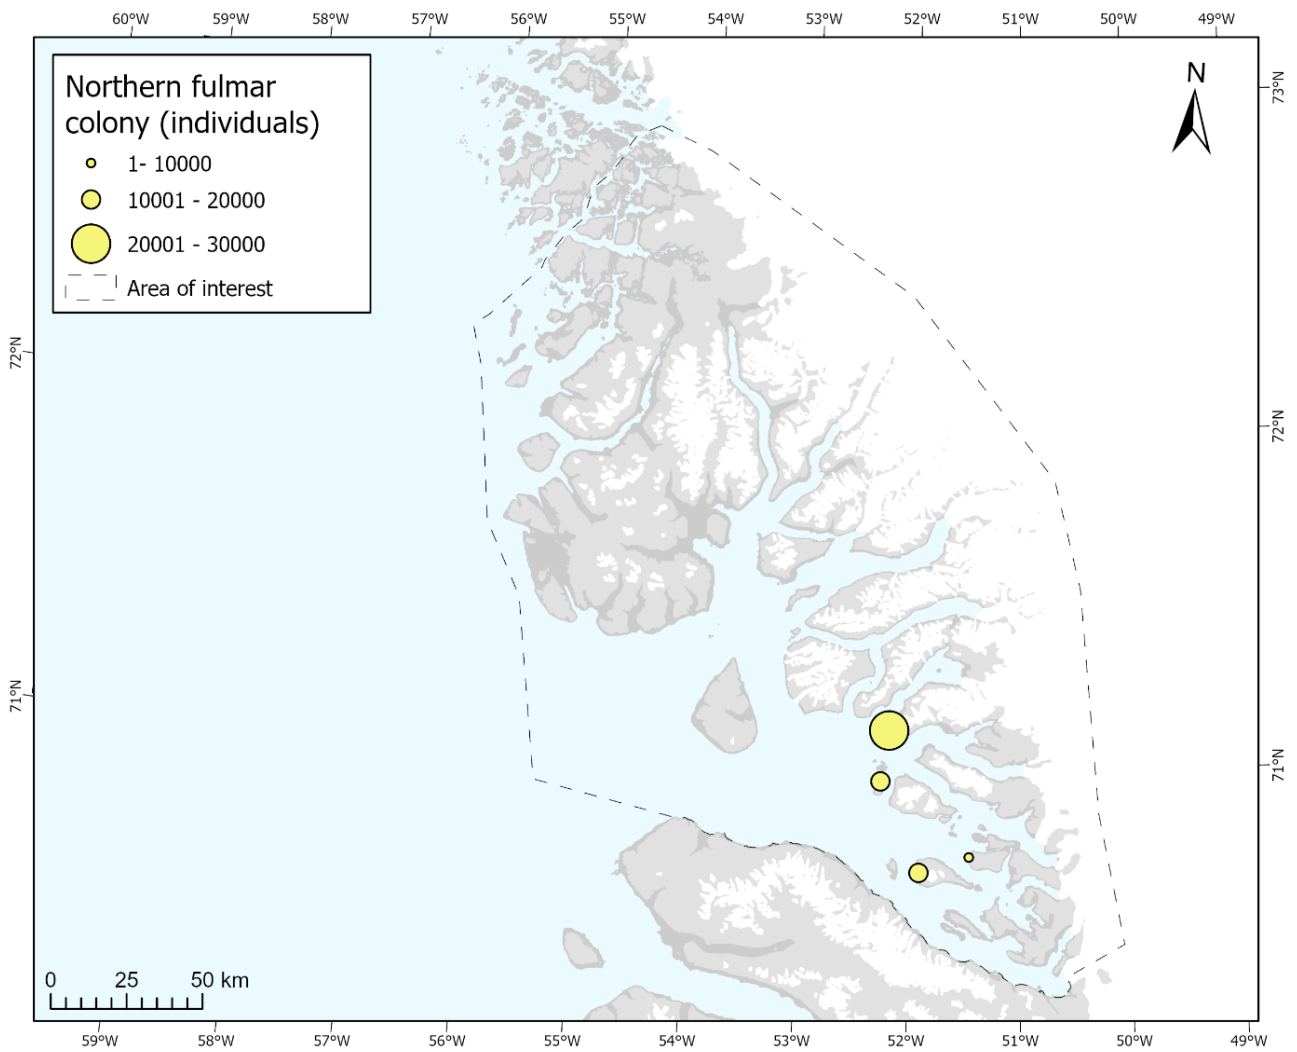 60°W 59°W 58°W 57°W 56°W 55°W 54°W 53°W 52°W 51°W 50°W 49°W
Northern fulmar
colony (individuals)
1- 10000
10001 - 20000
20001 - 30000
Area of interest
N
73°N
72°N
72°N
71°N
71°N
0 25 50 km
59°W 58°W 57°W 56°W 55°W 54°W 53°W 52°W 51°W 50°W 49°W